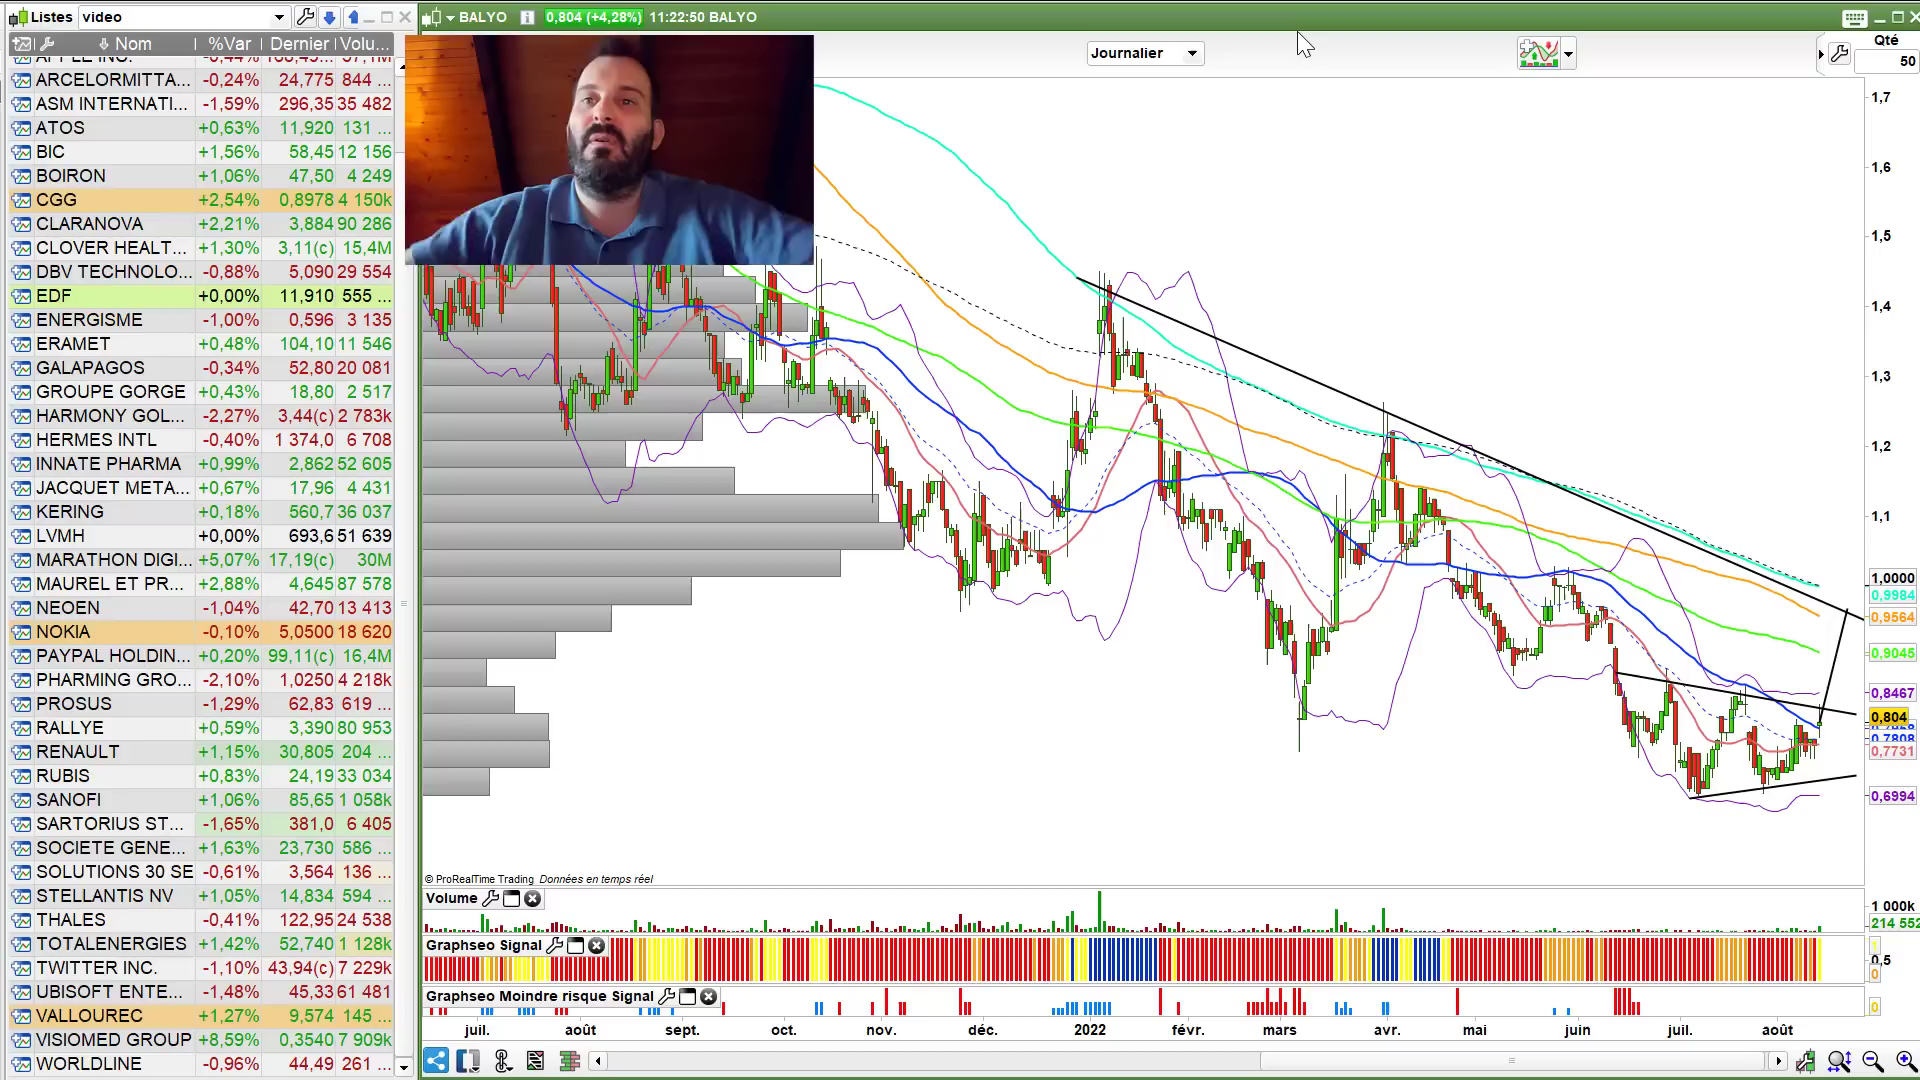 Listes video
Nom %Var Dernier Volu...
ARCELORMITTA... -0,24% 24,775 844 ...
ASM INTERNATI... -1,59% 296,35 35 482
ATOS +0,63% 11,920 131 ...
BIC +1,56% 58,45 12 156
BOIRON +1,06% 47,50 4 249
CGG +2,54% 0,8978 4 150k
CLARANOVA +2,21% 3,884 90 286
CLOVER HEALT... +1,30% 3,11(c) 15,4M
DBV TECHNOLO... -0,88% 5,090 29 554
EDF +0,00% 11,910 555 ...
ENERGISME -1,00% 0,596 3 135
ERAMET +0,48% 104,10 11 546
GALAPAGOS -0,34% 52,80 20 081
GROUPE GORGE +0,43% 18,80 2 517
HARMONY GOL... -2,27% 3,44(c) 2 783k
HERMES INTL -0,40% 1 374,0 6 708
INNATE PHARMA +0,99% 2,862 52 605
JACQUET META... +0,67% 17,96 4 431
KERING +0,18% 560,7 36 037
LVMH +0,00% 693,6 51 639
MARATHON DIGI... +5,07% 17,19(c) 30M
MAUREL ET PR... +2,88% 4,645 87 578
NEOEN -1,04% 42,70 13 413
NOKIA -0,10% 5,0500 18 620
PAYPAL HOLDIN... +0,20% 99,11(c) 16,4M
PHARMING GRO... -2,10% 1,0250 4 218k
PROSUS -1,29% 62,83 619 ...
RALLYE +0,59% 3,390 80 953
RENAULT +1,15% 30,805 204 ...
RUBIS +0,83% 24,19 33 034
SANOFI +1,06% 85,65 1 058k
SARTORIUS ST... -1,65% 381,0 6 405
SOCIETE GENE... +1,63% 23,730 586 ...
SOLUTIONS 30 SE -0,61% 3,564 136 ...
STELLANTIS NV +1,05% 14,834 594 ...
THALES -0,41% 122,95 24 538
TOTALENERGIES +1,42% 52,740 1 128k
TWITTER INC. -1,10% 43,94(c) 7 229k
UBISOFT ENTE... -1,48% 45,33 61 481
VALLOUREC +1,27% 9,574 145 ...
VISIOMED GROUP +8,59% 0,3540 7 909k
WORLDLINE -0,96% 44,49 261 ...
BALYO 0,804 (+4,28%) 11:22:50 BALYO
Journalier
Qté
50
1,7
1,6
1,5
1,4
1,3
1,2
1,1
1,0000
0,9984
0,9564
0,9045
0,8467
0,804
0,7808
0,7731
0,6994
© ProRealTime Trading Données en temps réel
Volume
1 000k
214 552
Graphseo Signal
0,5
0
Graphseo Moindre risque Signal
0
juil. août sept. oct. nov. déc. 2022 févr. mars avr. mai juin juil. août